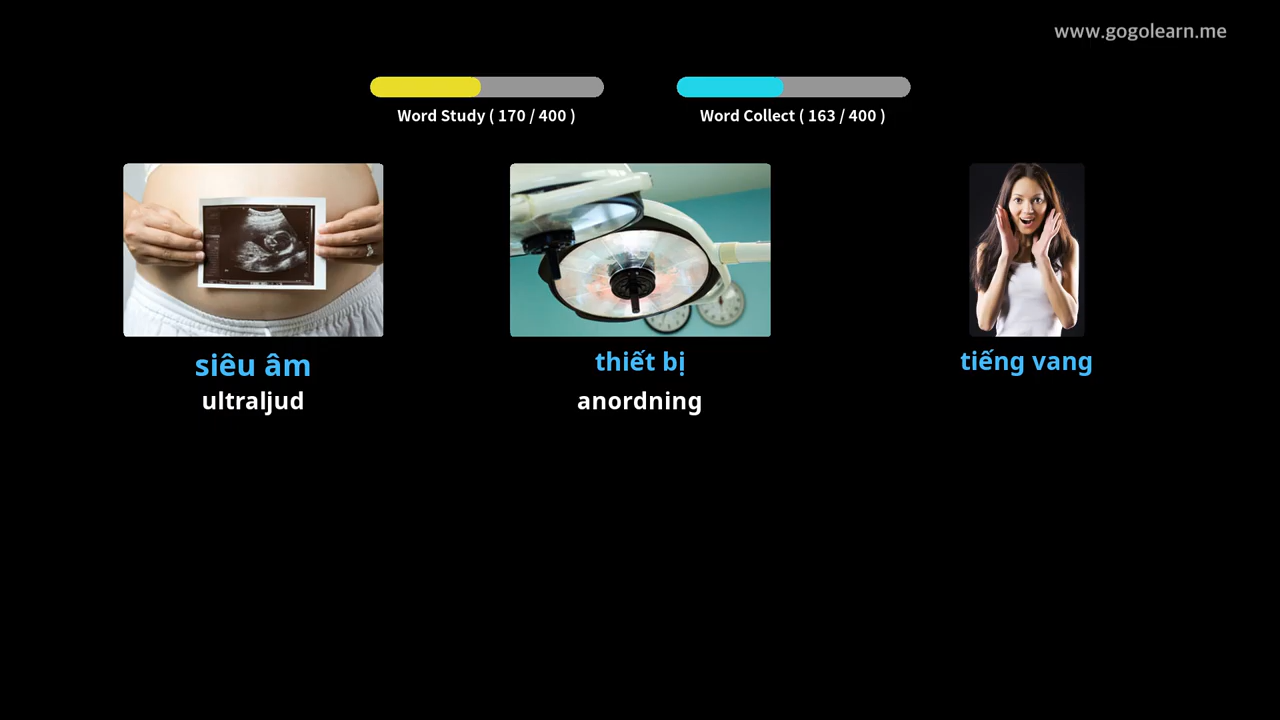 www.gogolearn.me
Word Study ( 170 / 400 )
Word Collect ( 163 / 400 )
siêu âm
ultraljud
thiết bị
anordning
tiếng vang